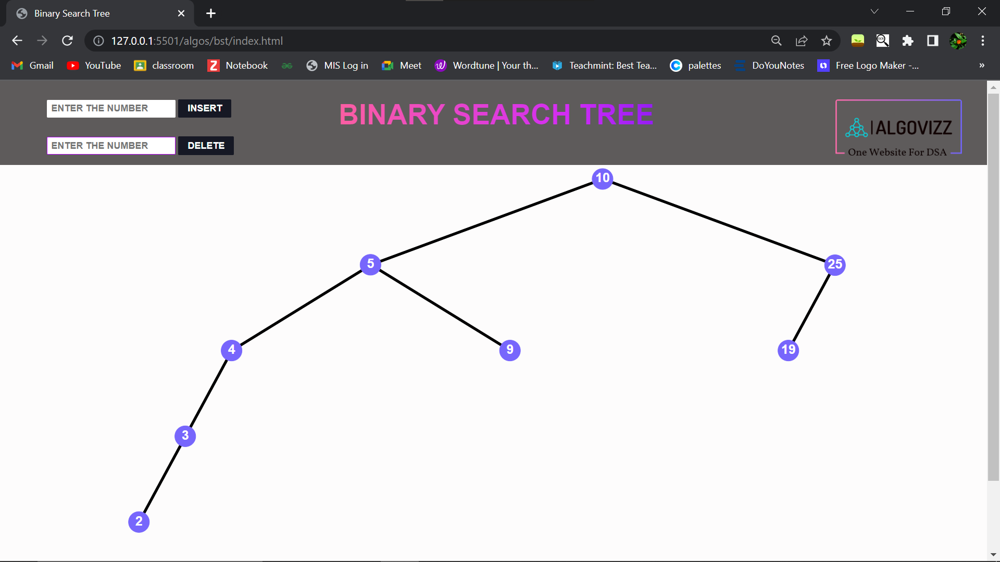 Binary Search Tree
127.0.0.1:5501/algos/bst/index.html
Gmail YouTube classroom Notebook MIS Log in Meet Wordtune | Your th... Teachmint: Best Tea... palettes DoYouNotes Free Logo Maker -... »
ENTER THE NUMBER INSERT
BINARY SEARCH TREE
ENTER THE NUMBER DELETE
ALGOVIZZ
One Website For DSA
10
5 25
4 9 19
3
2